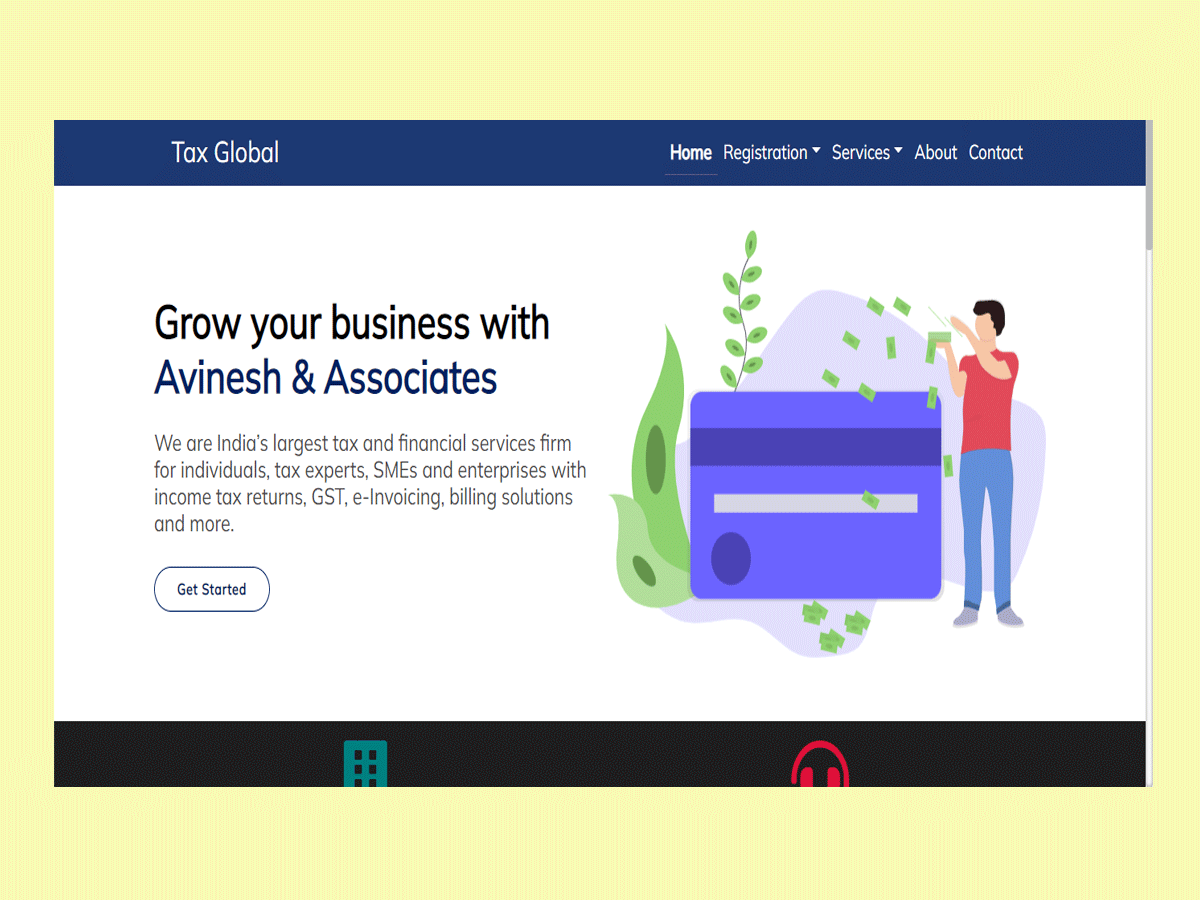 Tax Global
Home Registration Services About Contact
Grow your business with
Avinesh & Associates
We are India’s largest tax and financial services firm
for individuals, tax experts, SMEs and enterprises with
income tax returns, GST, e-Invoicing, billing solutions
and more.
Get Started